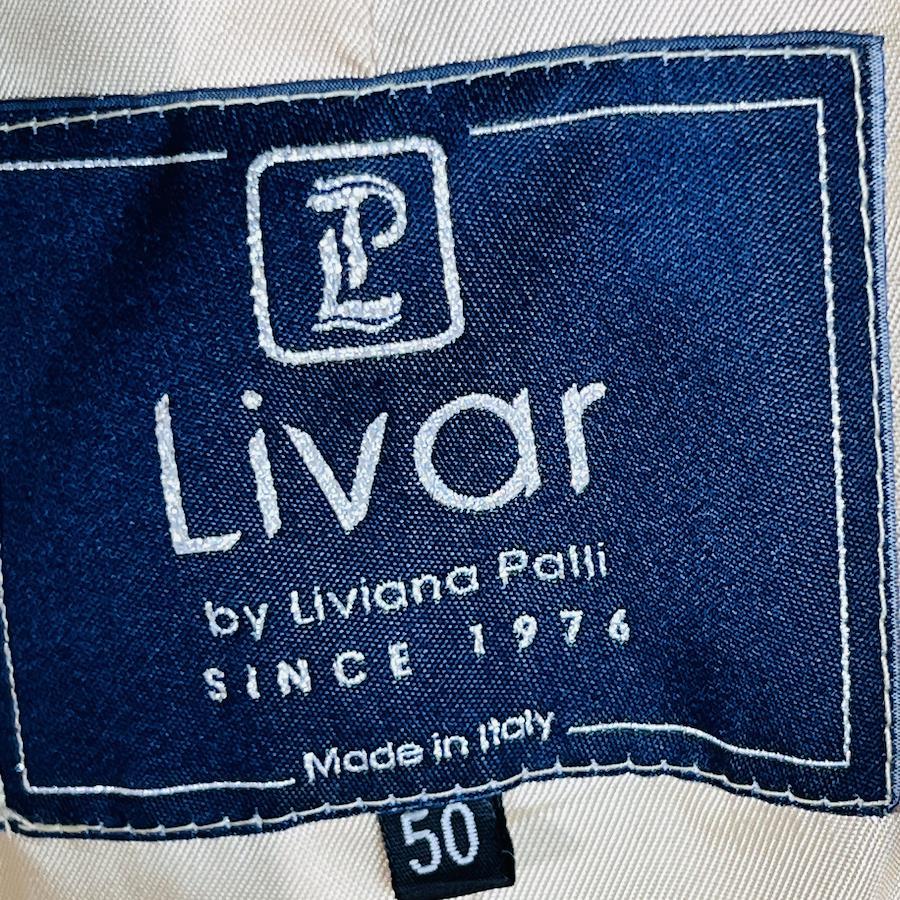 LP
Livar
by Liviana Palli
SINCE 1976
Made in Italy
50